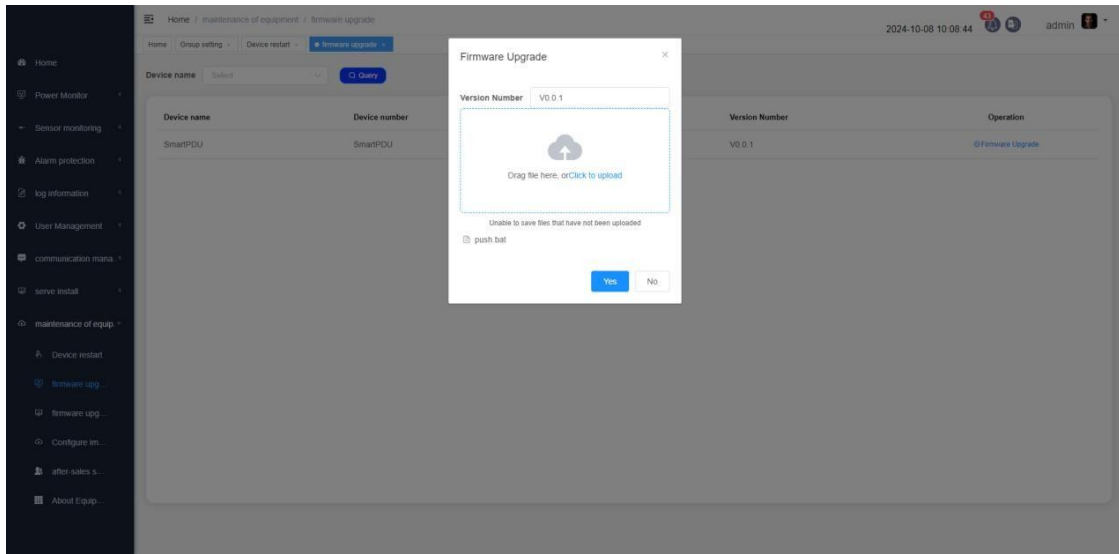 Home / maintenance of equipment / firmware upgrade
2024-10-08 10:08:44
43
admin
Home
Group setting ×
Device restart ×
firmware upgrade ×
Home
Power Monitor
Sensor monitoring
Alarm protection
log information
User Management
communication mana.
serve install
maintenance of equip.
Device restart
firmware upg...
firmware upg...
Configure im...
after-sales s...
About Equip...
Device name
Select
Query
Device name
Device number
Version Number
Operation
SmartPDU
SmartPDU
V0.0.1
Firmware Upgrade
Firmware Upgrade
×
Version Number
V0.0.1
Drag file here, orClick to upload
Unable to save files that have not been uploaded
push.bat
Yes
No